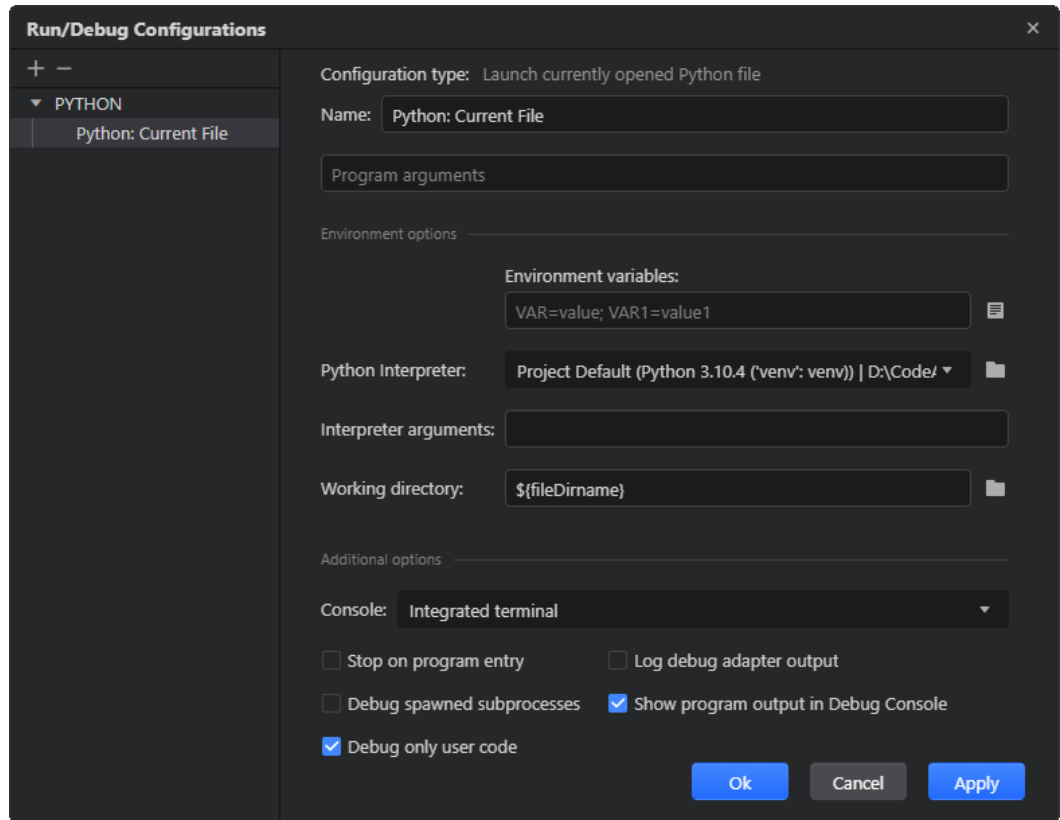 Run/Debug Configurations
PYTHON
Python: Current File
Configuration type: Launch currently opened Python file
Name: Python: Current File
Program arguments
Environment options
Environment variables:
VAR=value; VAR1=value1
Python Interpreter: Project Default (Python 3.10.4 ('venv': venv)) | D:\Code
Interpreter arguments:
Working directory: ${fileDirname}
Additional options
Console: Integrated terminal
Stop on program entry
Log debug adapter output
Debug spawned subprocesses
Show program output in Debug Console
Debug only user code
Ok Cancel Apply